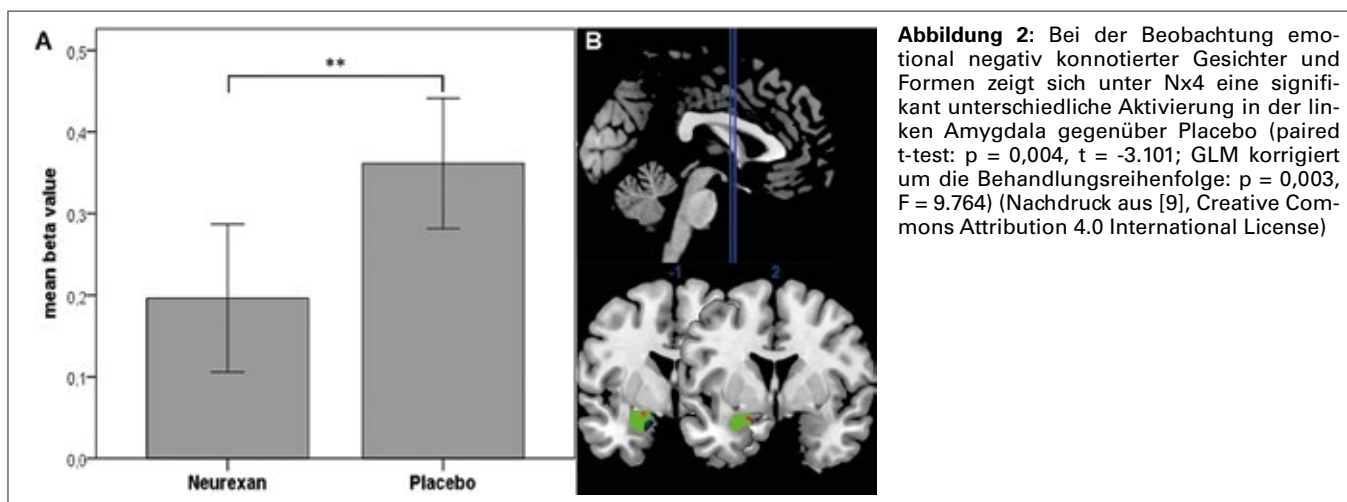 A
B
0,5
**
0,4
0,3
0,2
0,1
0,0
mean beta value
Neurexan
Placebo
-1
2
Abbildung 2: Bei der Beobachtung emo-
tional negativ konnotierter Gesichter und
Formen zeigt sich unter Nx4 eine signifi-
kant unterschiedliche Aktivierung in der lin-
ken Amygdala gegenüber Placebo (paired
t-test: p = 0,004, t = -3.101; GLM korrigiert
um die Behandlungsreihenfolge: p = 0,003,
F = 9.764) (Nachdruck aus [9], Creative Com-
mons Attribution 4.0 International License)